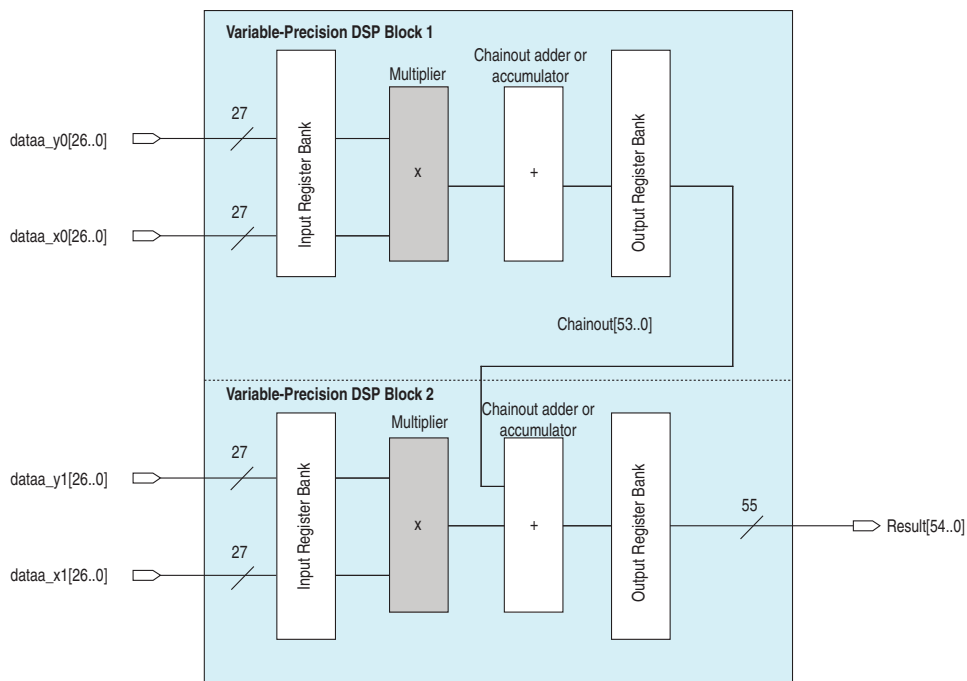 Variable-Precision DSP Block 1
Chainout adder or
accumulator
Multiplier
27
dataa_y0[26..0]
Input Register Bank
x
+
Output Register Bank
27
dataa_x0[26..0]
Chainout[53..0]
Variable-Precision DSP Block 2
Chainout adder or
accumulator
Multiplier
27
dataa_y1[26..0]
Input Register Bank
x
+
Output Register Bank
55
Result[54..0]
27
dataa_x1[26..0]